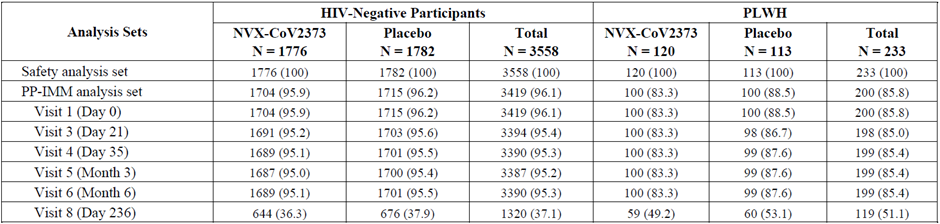 Analysis Sets HIV-Negative Participants PLWH
NVX-CoV2373 Placebo Total NVX-CoV2373 Placebo Total
N = 1776 N = 1782 N = 3558 N = 120 N = 113 N = 233
Safety analysis set 1776 (100) 1782 (100) 3558 (100) 120 (100) 113 (100) 233 (100)
PP-IMM analysis set 1704 (95.9) 1715 (96.2) 3419 (96.1) 100 (83.3) 100 (88.5) 200 (85.8)
Visit 1 (Day 0) 1704 (95.9) 1715 (96.2) 3419 (96.1) 100 (83.3) 100 (88.5) 200 (85.8)
Visit 3 (Day 21) 1691 (95.2) 1703 (95.6) 3394 (95.4) 100 (83.3) 98 (86.7) 198 (85.0)
Visit 4 (Day 35) 1689 (95.1) 1701 (95.5) 3390 (95.3) 100 (83.3) 99 (87.6) 199 (85.4)
Visit 5 (Month 3) 1687 (95.0) 1700 (95.4) 3387 (95.2) 100 (83.3) 99 (87.6) 199 (85.4)
Visit 6 (Month 6) 1689 (95.1) 1701 (95.5) 3390 (95.3) 100 (83.3) 99 (87.6) 199 (85.4)
Visit 8 (Day 236) 644 (36.3) 676 (37.9) 1320 (37.1) 59 (49.2) 60 (53.1) 119 (51.1)